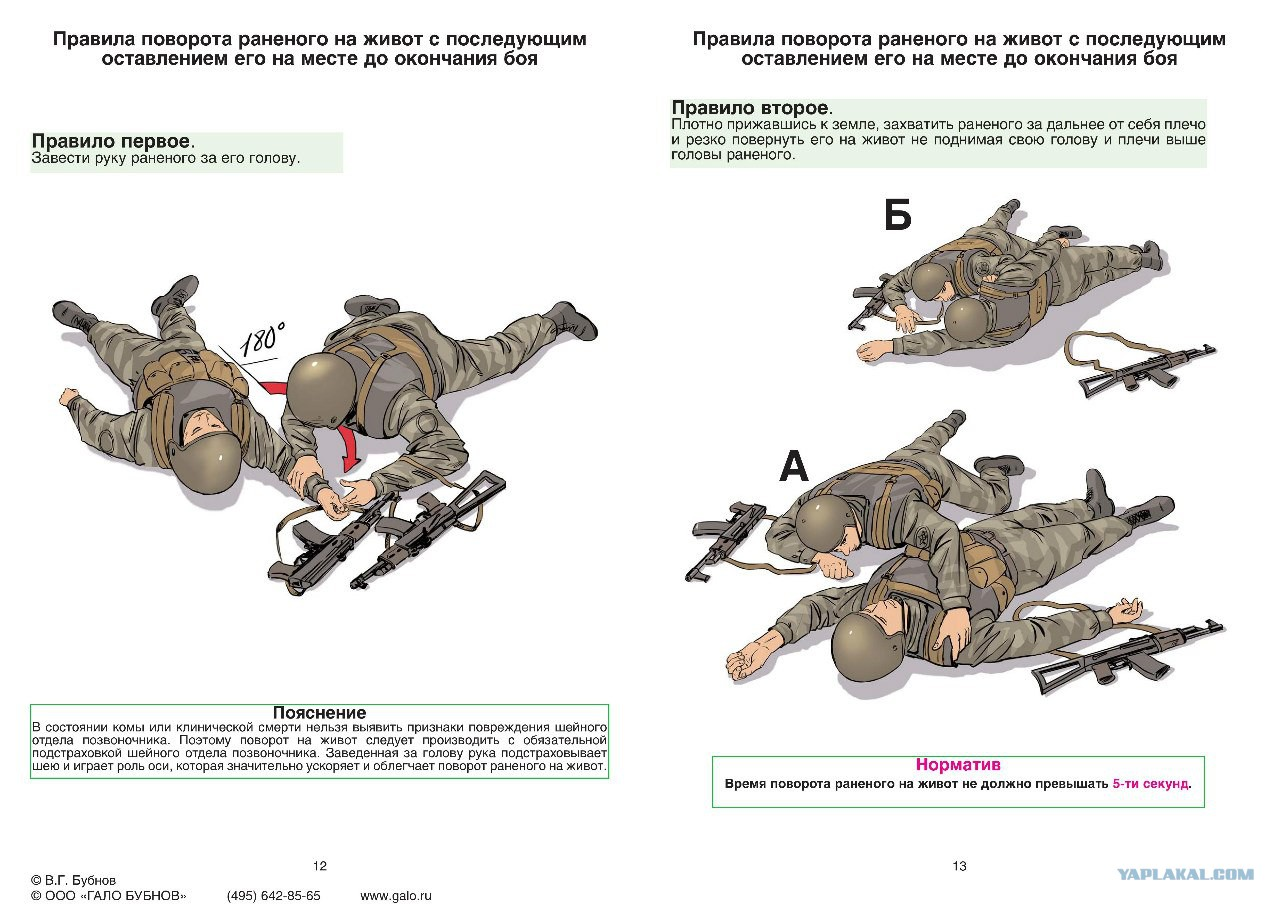 Правила поворота раненого на живот с последующим
оставлением его на месте до окончания боя
Правило первое.
Завести руку раненого за его голову.
180°
Пояснение
В состоянии комы или клинической смерти нельзя выявить признаки повреждения шейного
отдела позвоночника. Поэтому поворот на живот следует производить с обязательной
подстраховкой шейного отдела позвоночника. Заведенная за голову рука подстраховывает
шею и играет роль оси, которая значительно ускоряет и облегчает поворот раненого на живот.
12
© В.Г. Бубнов
© ООО «ГАЛО БУБНОВ» (495) 642-85-65 www.galo.ru
Правила поворота раненого на живот с последующим
оставлением его на месте до окончания боя
Правило второе.
Плотно прижавшись к земле, захватить раненого за дальнее от себя плечо
и резко повернуть его на живот не поднимая свою голову и плечи выше
головы раненого.
Б
А
Норматив
Время поворота раненого на живот не должно превышать 5-ти секунд.
13
YAPLAKAL.COM